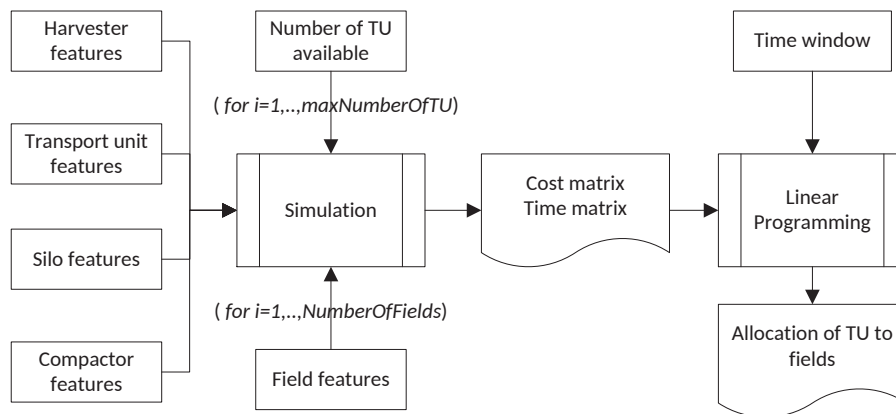 Harvester
features
Number of TU
available
Time window
( for i=1,..,maxNumberOfTU)
Transport unit
features
Simulation
Cost matrix
Time matrix
Linear
Programming
Silo features
( for i=1,..,NumberOfFields)
Compactor
features
Field features
Allocation of TU to
fields